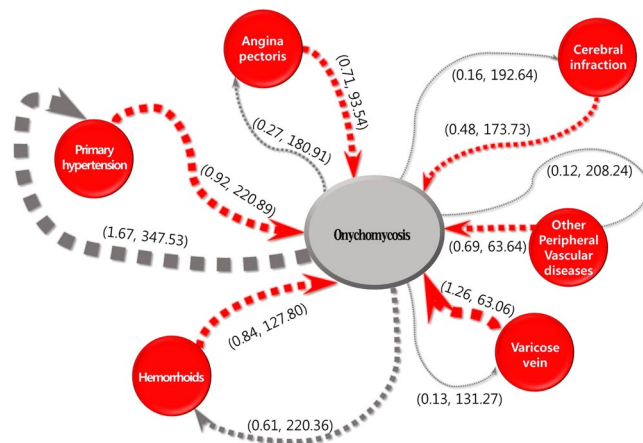 Angina
pectoris
(0.71, 93.54)
(0.27, 180.91)
(0.16, 192.64)
Cerebral
infraction
(0.48, 173.73)
Primary
hypertension
(0.92, 220.89)
(1.67, 347.53)
Onychomycosis
(0.12, 208.24)
Other
Peripheral
Vascular
diseases
(0.69, 63.64)
(1.26, 63.06)
Varicose
vein
(0.13, 131.27)
Hemorrhoids
(0.84, 127.80)
(0.61, 220.36)